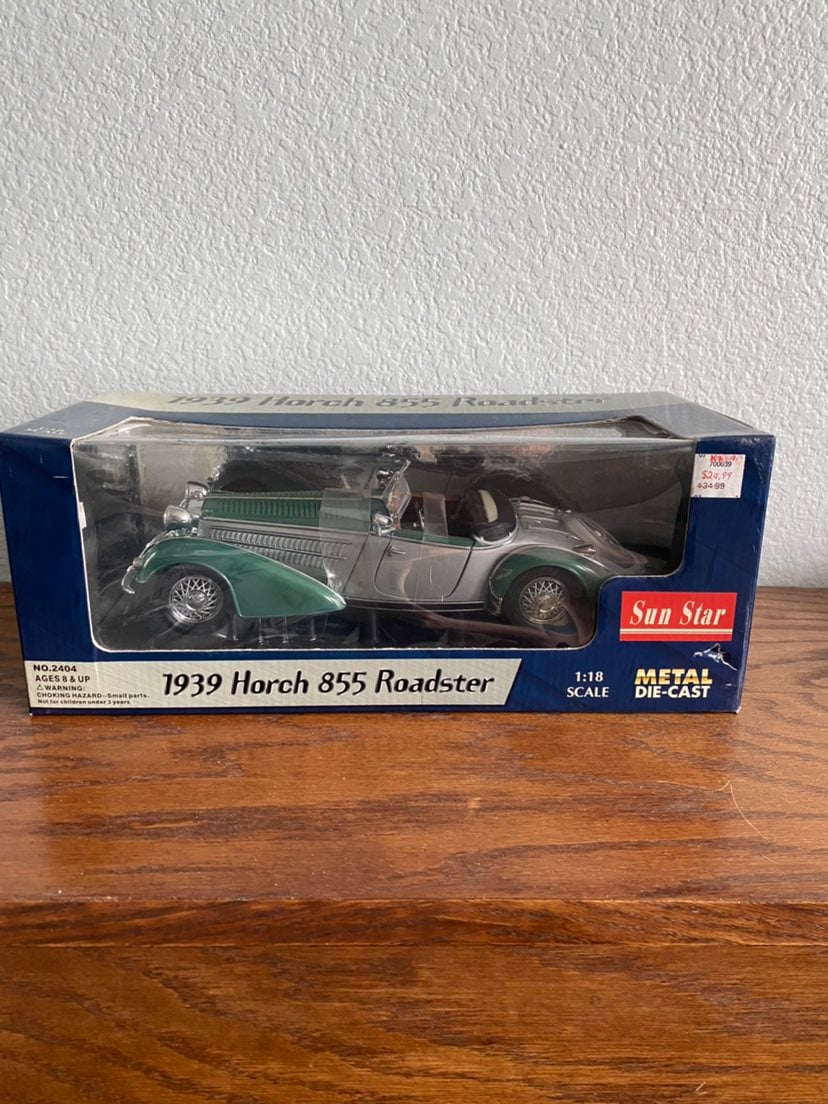 1939 Horch 855 Roadster
700039
$24.99
$34.99
Sun Star
NO.2404
AGES 8 & UP
⚠WARNING:
CHOKING HAZARD--Small parts.
Not for children under 3 years
1939 Horch 855 Roadster
1:18
SCALE
METAL
DIE-CAST